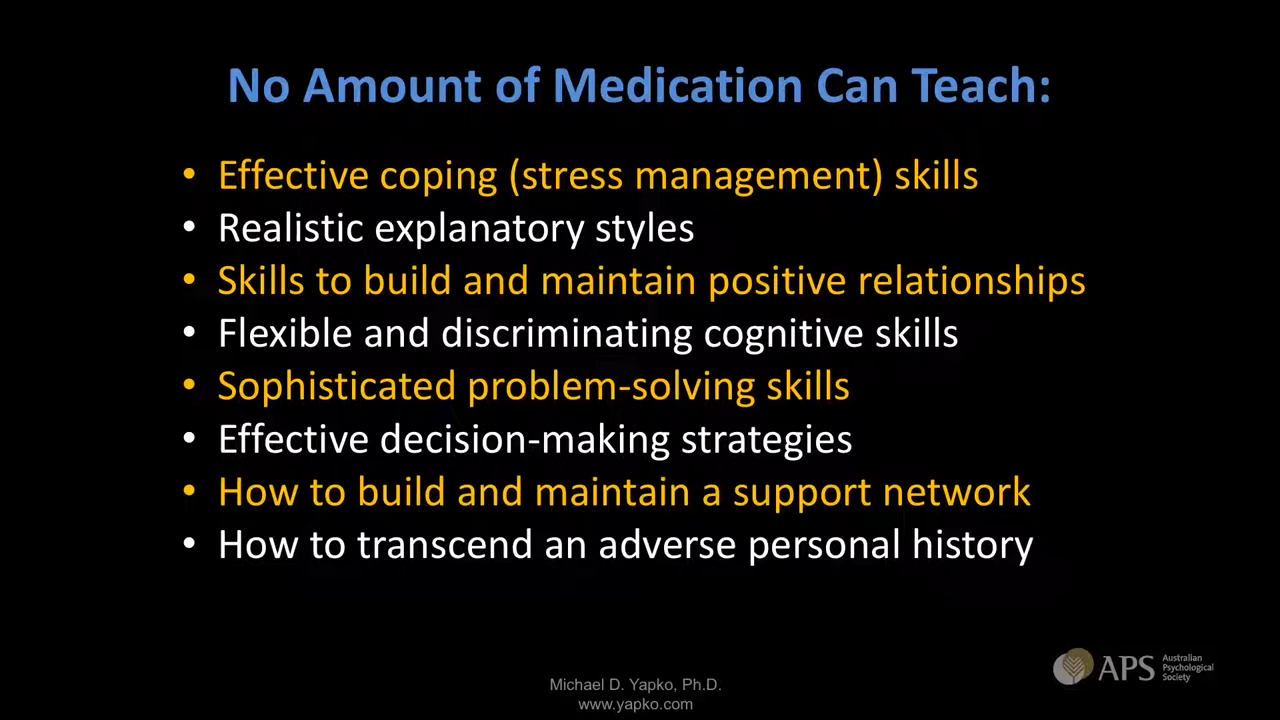 No Amount of Medication Can Teach:
• Effective coping (stress management) skills
• Realistic explanatory styles
• Skills to build and maintain positive relationships
• Flexible and discriminating cognitive skills
• Sophisticated problem-solving skills
• Effective decision-making strategies
• How to build and maintain a support network
• How to transcend an adverse personal history
APS
Australian
Psychological
Society
Michael D. Yapko, Ph.D.
www.yapko.com